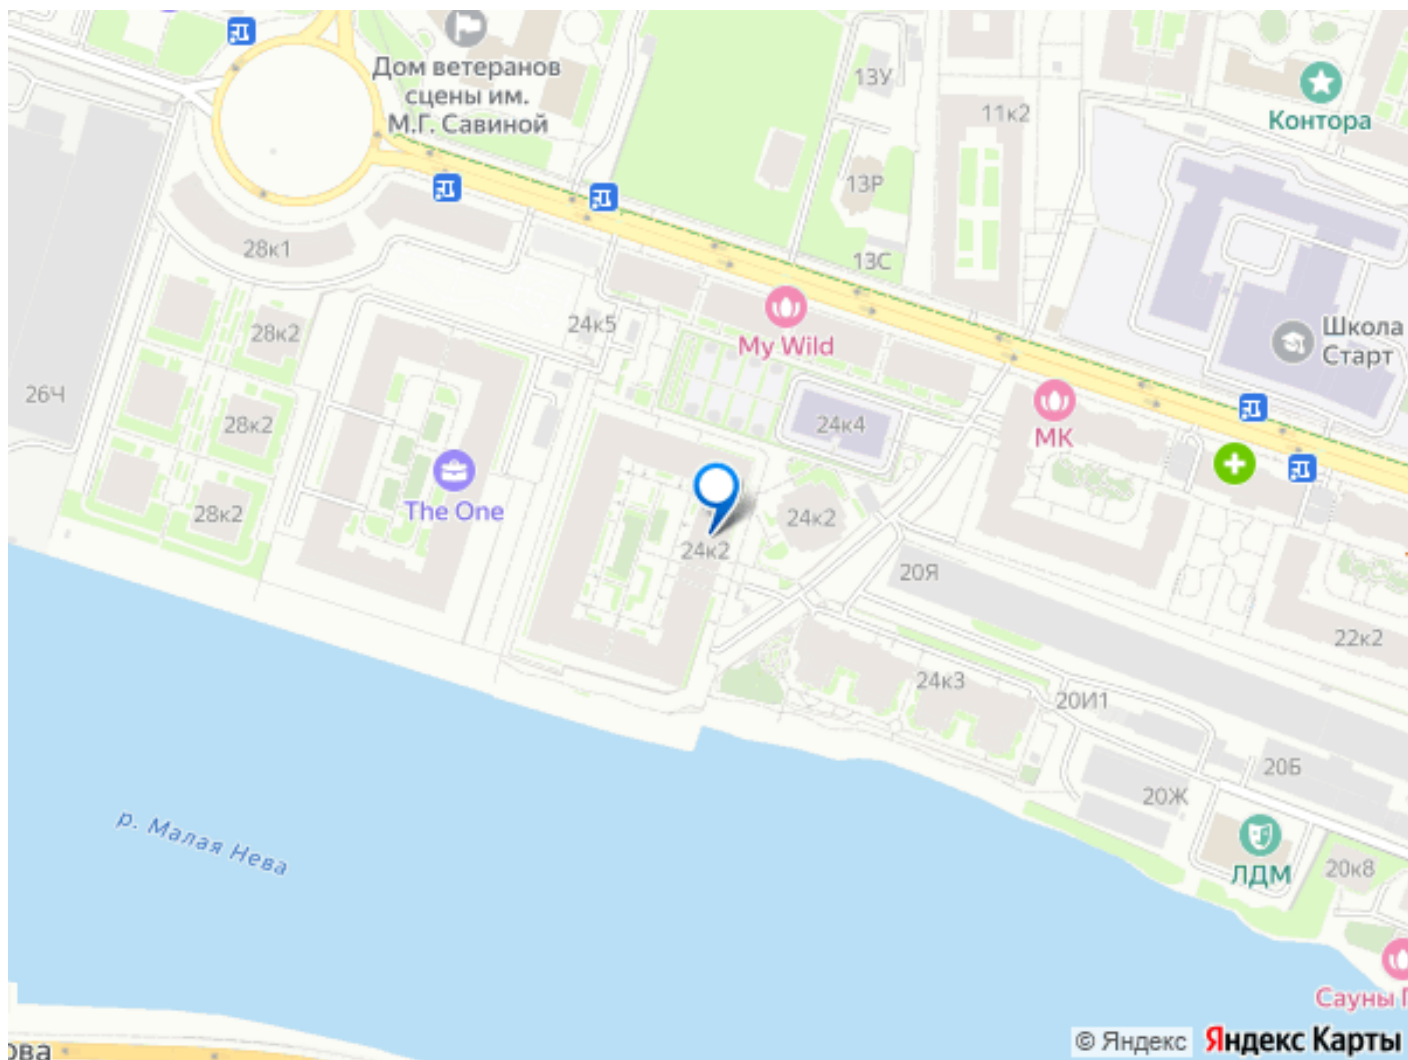 Дом ветеранов
сцены им.
М.Г. Савиной
13У
11к2
Контора
13Р
28к1
13С
24к5
28к2
My Wild
Школа
Старт
26Ч
28к2
24к4
МК
The One
28к2
24к2
24к2
20Я
22к2
24к3
20И1
20Б
20Ж
р. Малая Нева
ЛДМ
20к8
Сауны
© Яндекс
Яндекс Карты
ова